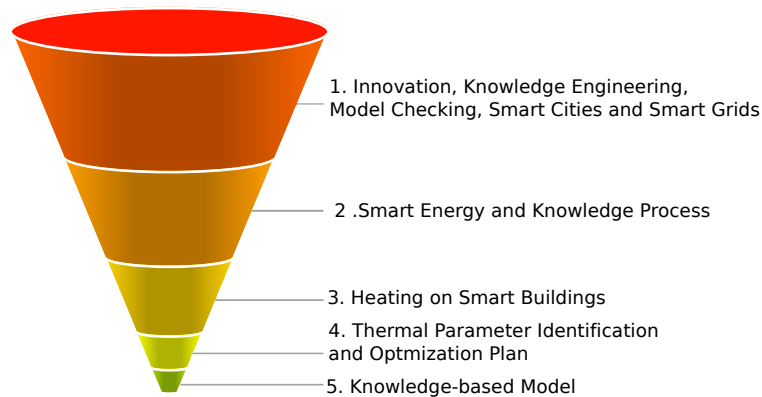 1. Innovation, Knowledge Engineering,
Model Checking, Smart Cities and Smart Grids
2 .Smart Energy and Knowledge Process
3. Heating on Smart Buildings
4. Thermal Parameter Identification
and Optmization Plan
5. Knowledge-based Model